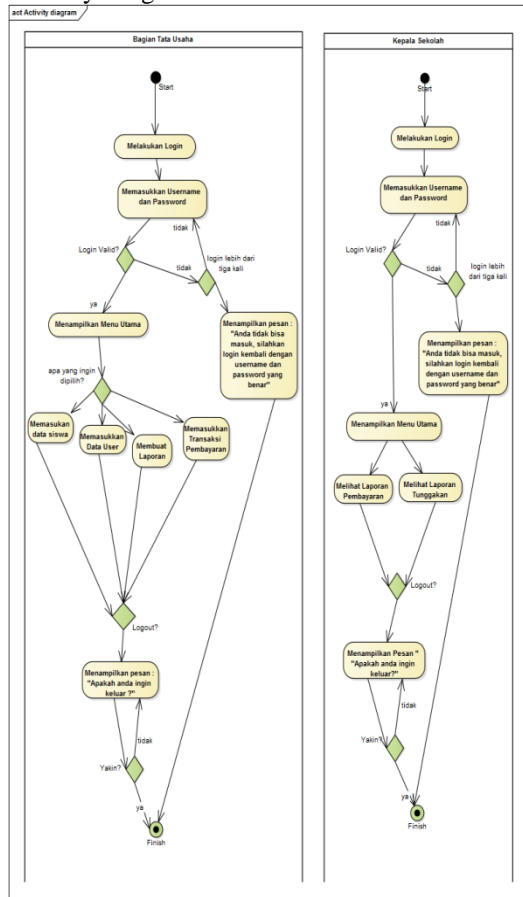 act Activity diagram
Bagian Tata Usaha
Start
Melakukan Login
Memasukkan Username
dan Password
tidak
Login Valid?
login lebih dari
tiga kali
tidak
ya
Menampilkan Menu Utama
Menampilkan pesan :
"Anda tidak bisa
masuk, silahkan
login kembali dengan
username dan
password yang
benar"
apa yang ingin
dipilih?
Memasukan
data siswa
Memasukkan
Data User
Membuat
Laporan
Memasukkan
Transaksi
Pembayaran
Logout?
Menampilkan pesan :
"Apakah anda ingin
keluar ?"
tidak
Yakin?
ya
Finish
Kepala Sekolah
Start
Melakukan Login
Memasukkan Username
dan Password
tidak
Login Valid?
tidak
login lebih
dari tiga kali
Menampilkan pesan :
"Anda tidak bisa masuk,
silahkan login kembali
dengan username dan
password yang benar"
ya
Menampilkan Menu Utama
Melihat Laporan
Pembayaran
Melihat Laporan
Tunggakan
Logout?
Menampilkan Pesan "
"Apakah anda ingin
keluar?"
tidak
Yakin?
ya
Finish